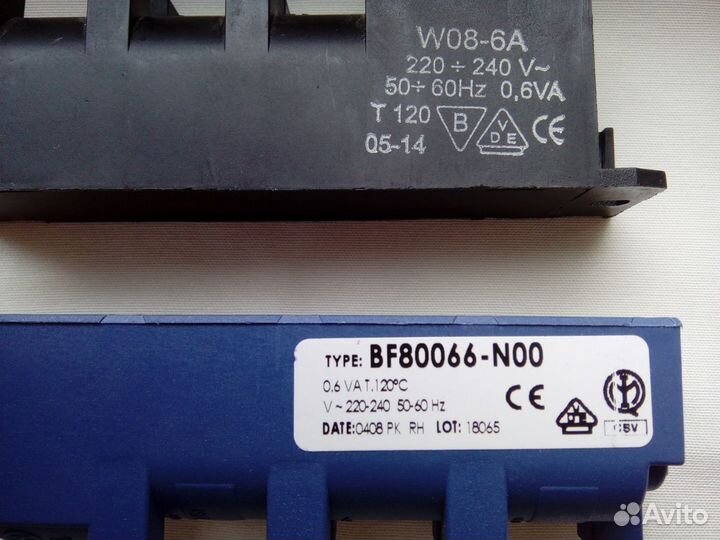 W08-6A
220 ÷ 240 V~
50÷ 60Hz 0,6VA
T 120 B VDE CE
05-14
TYPE: BF80066-N00
0.6 VA T.120°C
V ~ 220-240 50-60 Hz
CE
DATE:0408 PK RH LOT: 18065
CSV
Avito